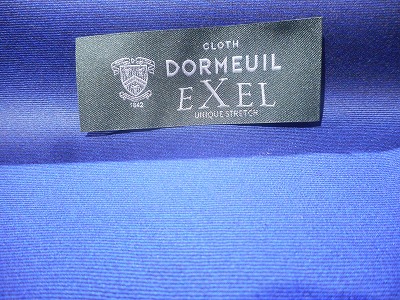 CLOTH
DORMEUIL
EXEL
UNIQUE STRETCH
1842